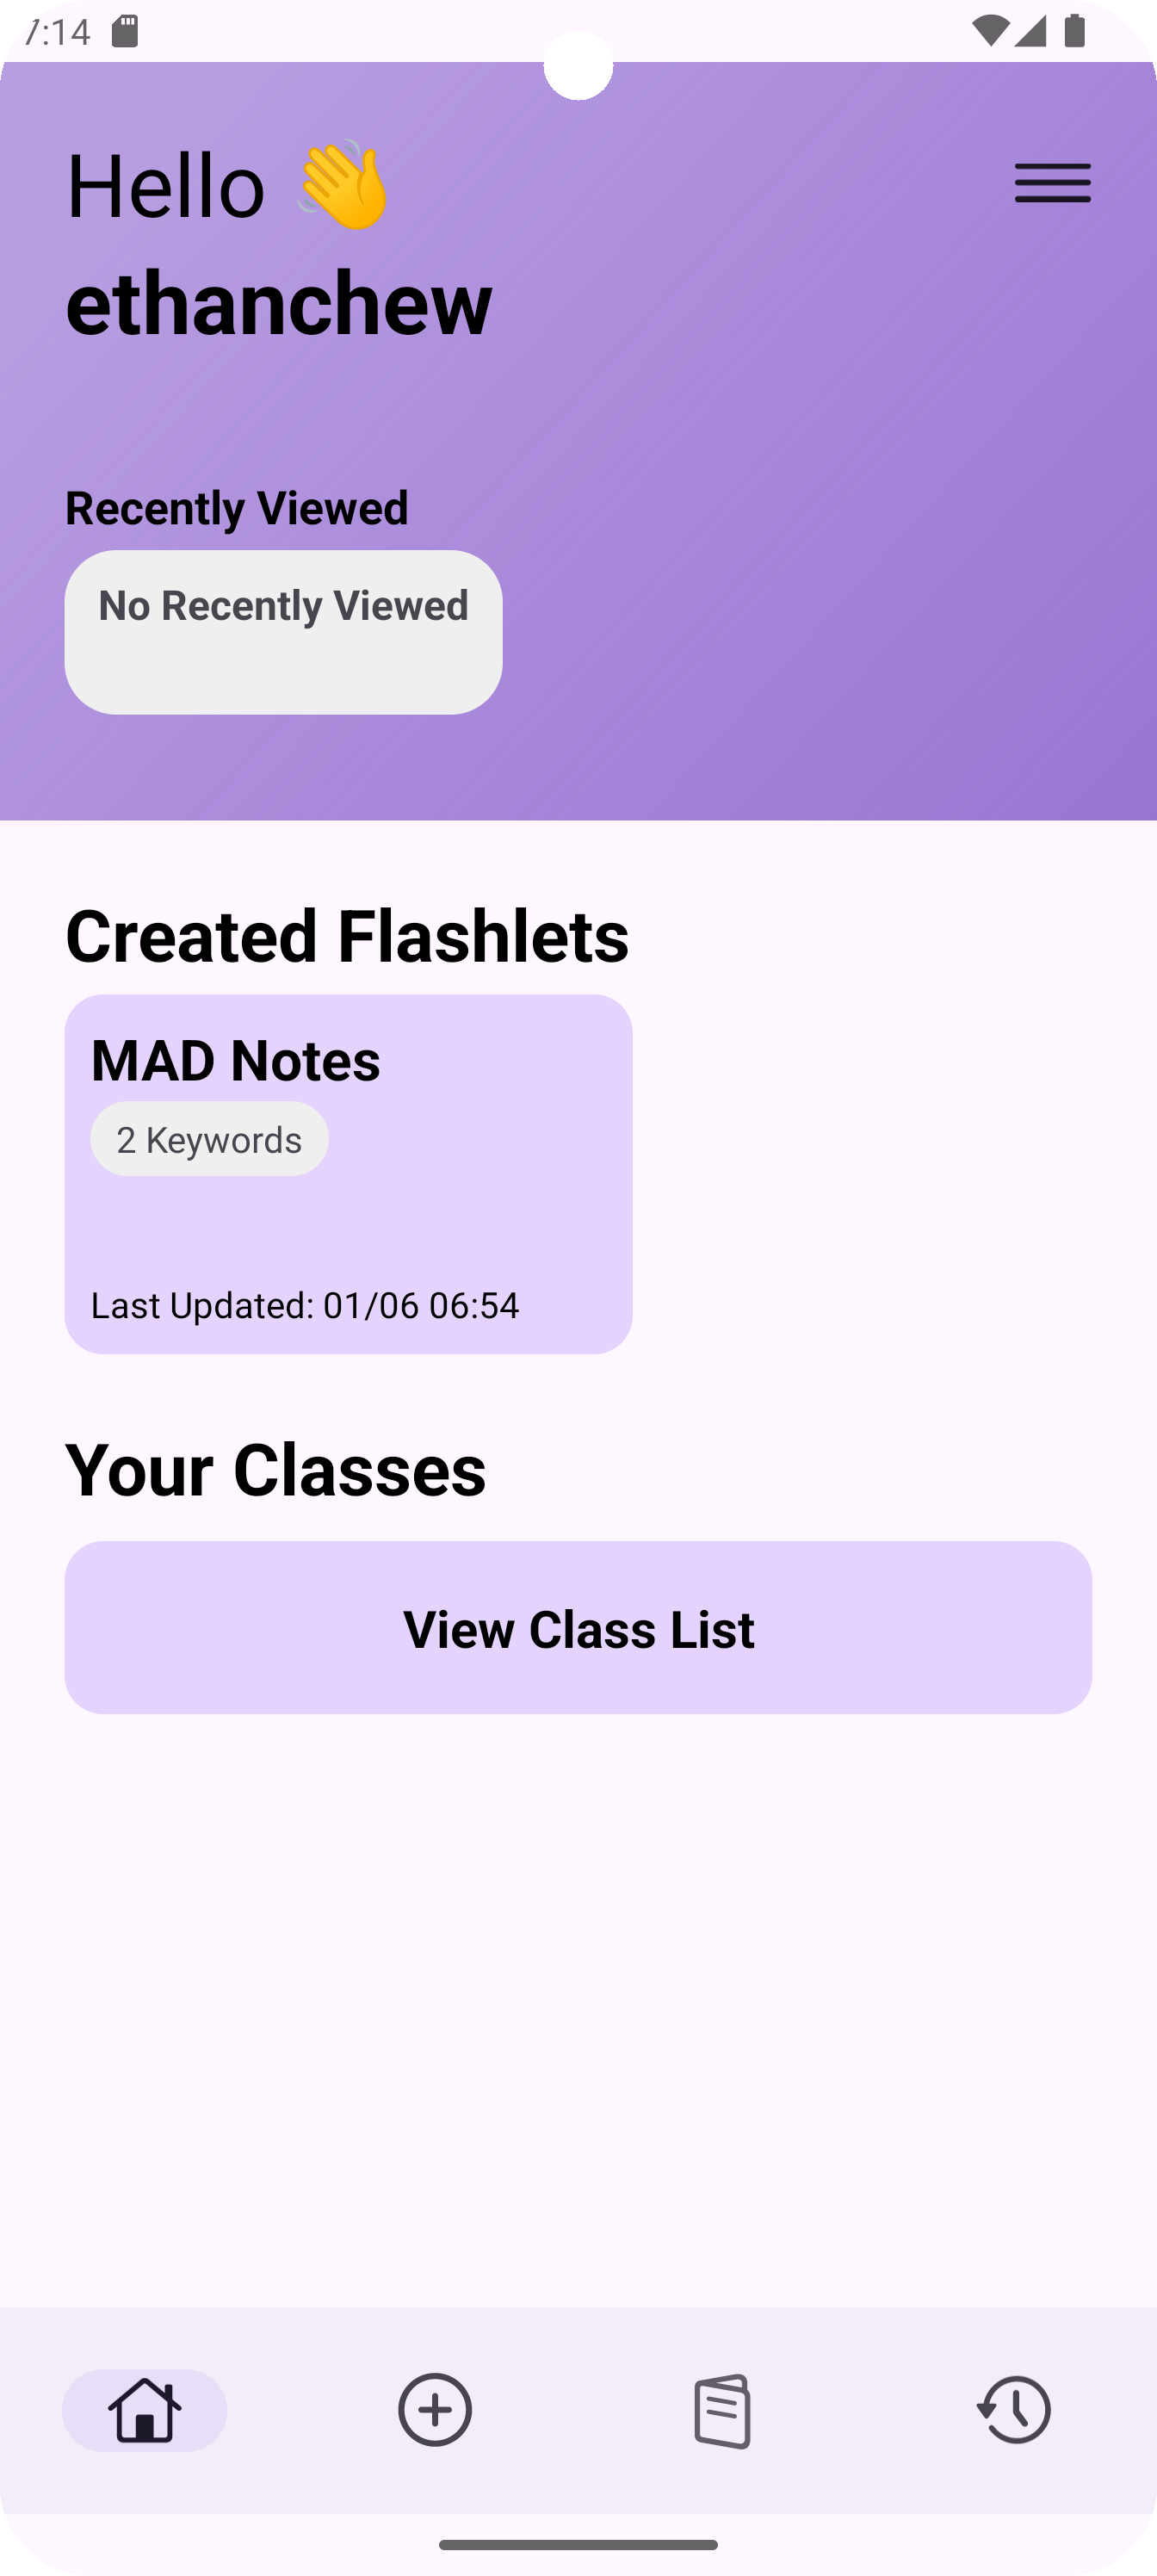 :14
Hello 👋
ethanchew
Recently Viewed
No Recently Viewed
Created Flashlets
MAD Notes
2 Keywords
Last Updated: 01/06 06:54
Your Classes
View Class List